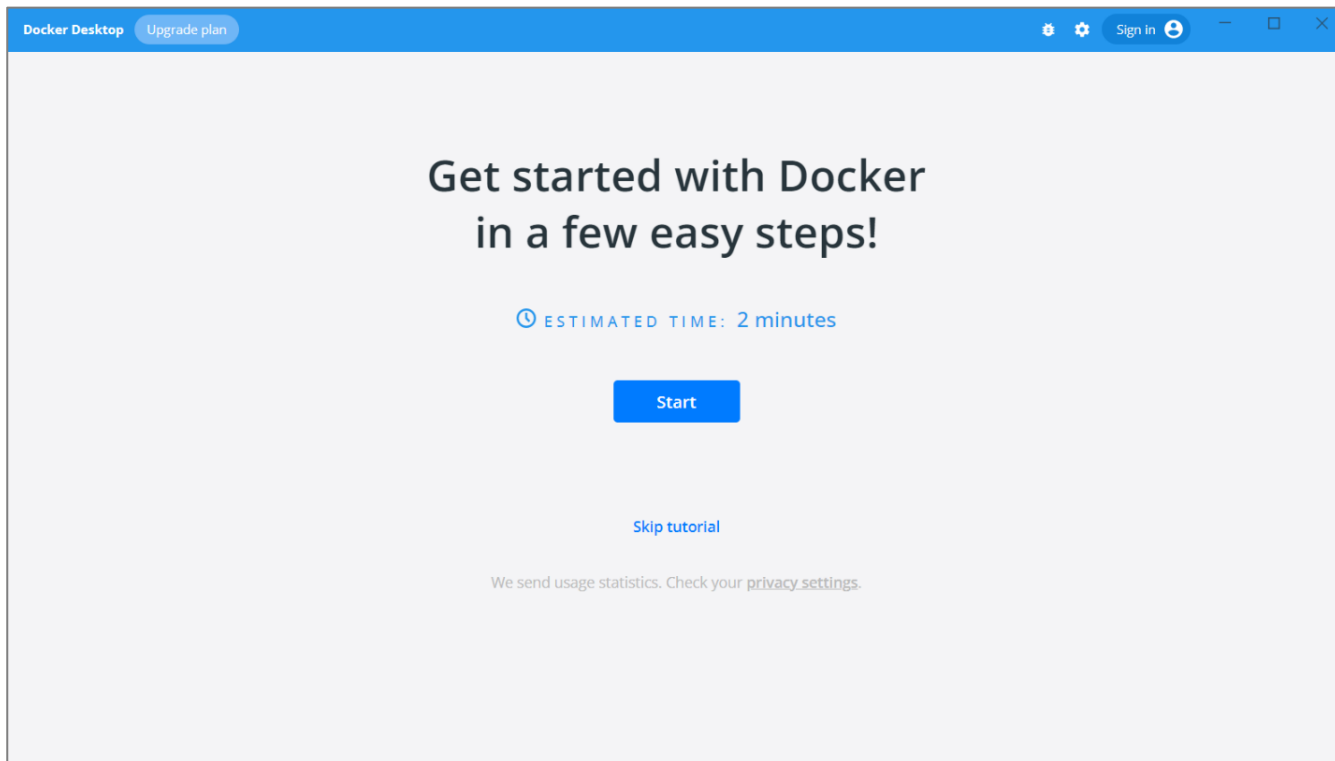 Docker Desktop Upgrade plan Sign in
Get started with Docker
in a few easy steps!
ESTIMATED TIME: 2 minutes
Start
Skip tutorial
We send usage statistics. Check your privacy settings.